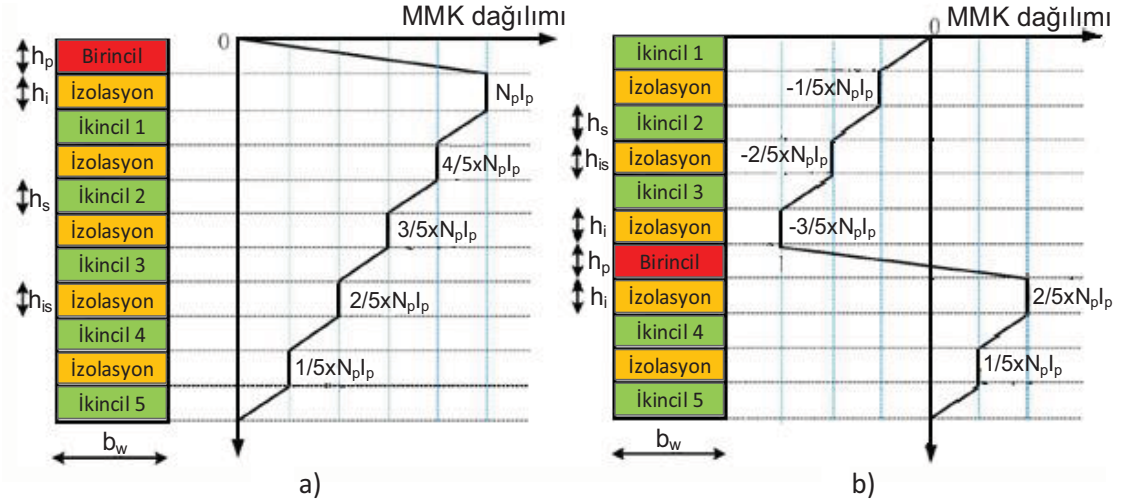 MMK dağılımı
0
hp
Birincil
hi
İzolasyon
NpIp
İkincil 1
İzolasyon
4/5xNpIp
hs
İkincil 2
İzolasyon
3/5xNpIp
İkincil 3
his
İzolasyon
2/5xNpIp
İkincil 4
İzolasyon
1/5xNpIp
İkincil 5
bw
a)
MMK dağılımı
0
İkincil 1
İzolasyon
-1/5xNpIp
hs
İkincil 2
his
İzolasyon
-2/5xNpIp
İkincil 3
hi
İzolasyon
-3/5xNpIp
hp
Birincil
hi
İzolasyon
2/5xNpIp
İkincil 4
İzolasyon
1/5xNpIp
İkincil 5
bw
b)